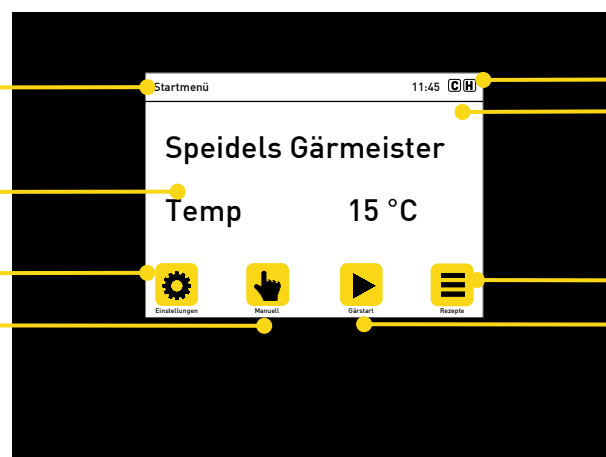 Startmenü 11:45 C H
Speidels Gärmeister
Temp 15 °C
Einstellungen Manuell Gärstart Rezepte